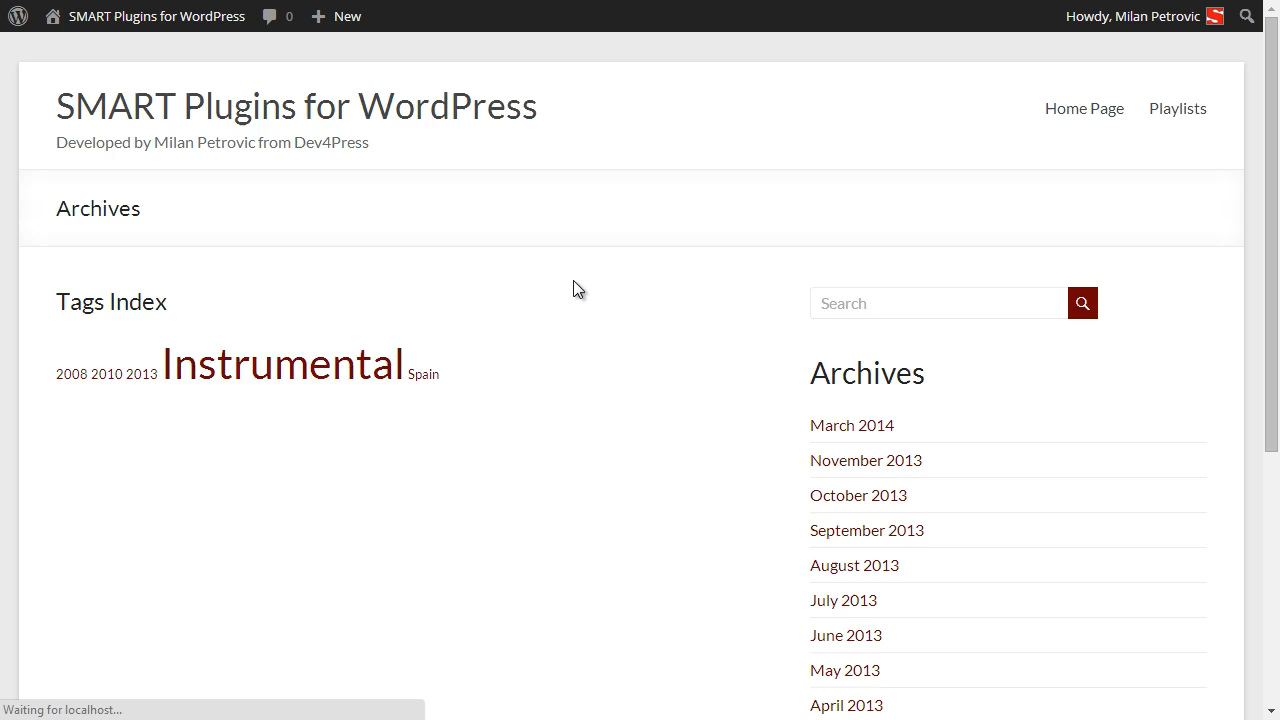 SMART Plugins for WordPress 0 New Howdy, Milan Petrovic
SMART Plugins for WordPress
Home Page Playlists
Developed by Milan Petrovic from Dev4Press
Archives
Tags Index
Search
2008 2010 2013 Instrumental Spain
Archives
March 2014
November 2013
October 2013
September 2013
August 2013
July 2013
June 2013
May 2013
April 2013
Waiting for localhost...